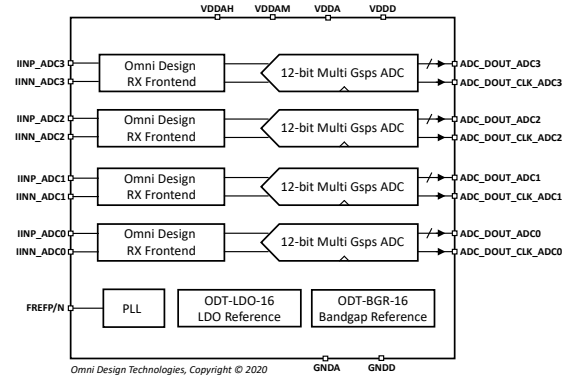 VDDAH VDDAM VDDA VDDD
IINP_ADC3
IINN_ADC3
Omni Design
RX Frontend
12-bit Multi Gsps ADC
ADC_DOUT_ADC3
ADC_DOUT_CLK_ADC3
IINP_ADC2
IINN_ADC2
Omni Design
RX Frontend
12-bit Multi Gsps ADC
ADC_DOUT_ADC2
ADC_DOUT_CLK_ADC2
IINP_ADC1
IINN_ADC1
Omni Design
RX Frontend
12-bit Multi Gsps ADC
ADC_DOUT_ADC1
ADC_DOUT_CLK_ADC1
IINP_ADC0
IINN_ADC0
Omni Design
RX Frontend
12-bit Multi Gsps ADC
ADC_DOUT_ADC0
ADC_DOUT_CLK_ADC0
FREFP/N
PLL
ODT-LDO-16
LDO Reference
ODT-BGR-16
Bandgap Reference
Omni Design Technologies, Copyright © 2020
GNDA GNDD